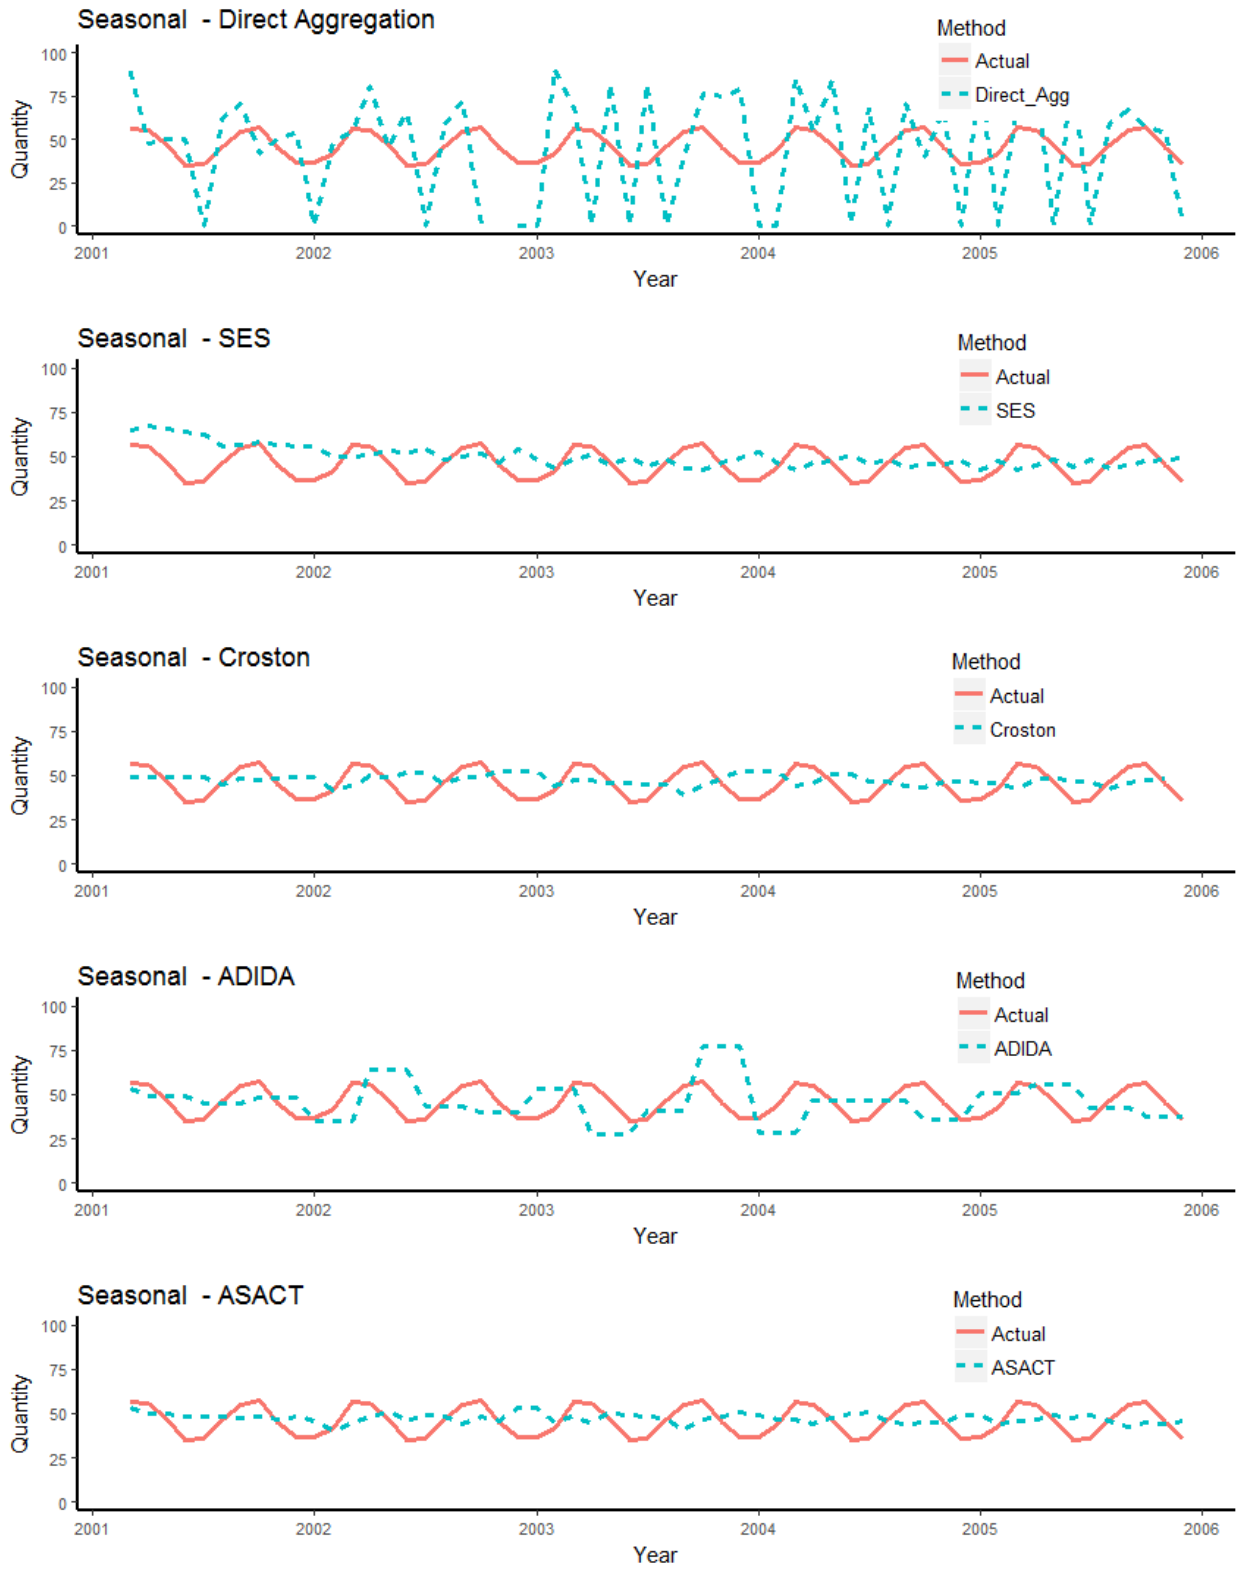 Seasonal - Direct Aggregation
Method
Actual
Direct_Agg
Quantity
100
75
50
25
0
2001 2002 2003 2004 2005 2006
Year
Seasonal - SES
Method
Actual
SES
Quantity
100
75
50
25
0
2001 2002 2003 2004 2005 2006
Year
Seasonal - Croston
Method
Actual
Croston
Quantity
100
75
50
25
0
2001 2002 2003 2004 2005 2006
Year
Seasonal - ADIDA
Method
Actual
ADIDA
Quantity
100
75
50
25
0
2001 2002 2003 2004 2005 2006
Year
Seasonal - ASACT
Method
Actual
ASACT
Quantity
100
75
50
25
0
2001 2002 2003 2004 2005 2006
Year